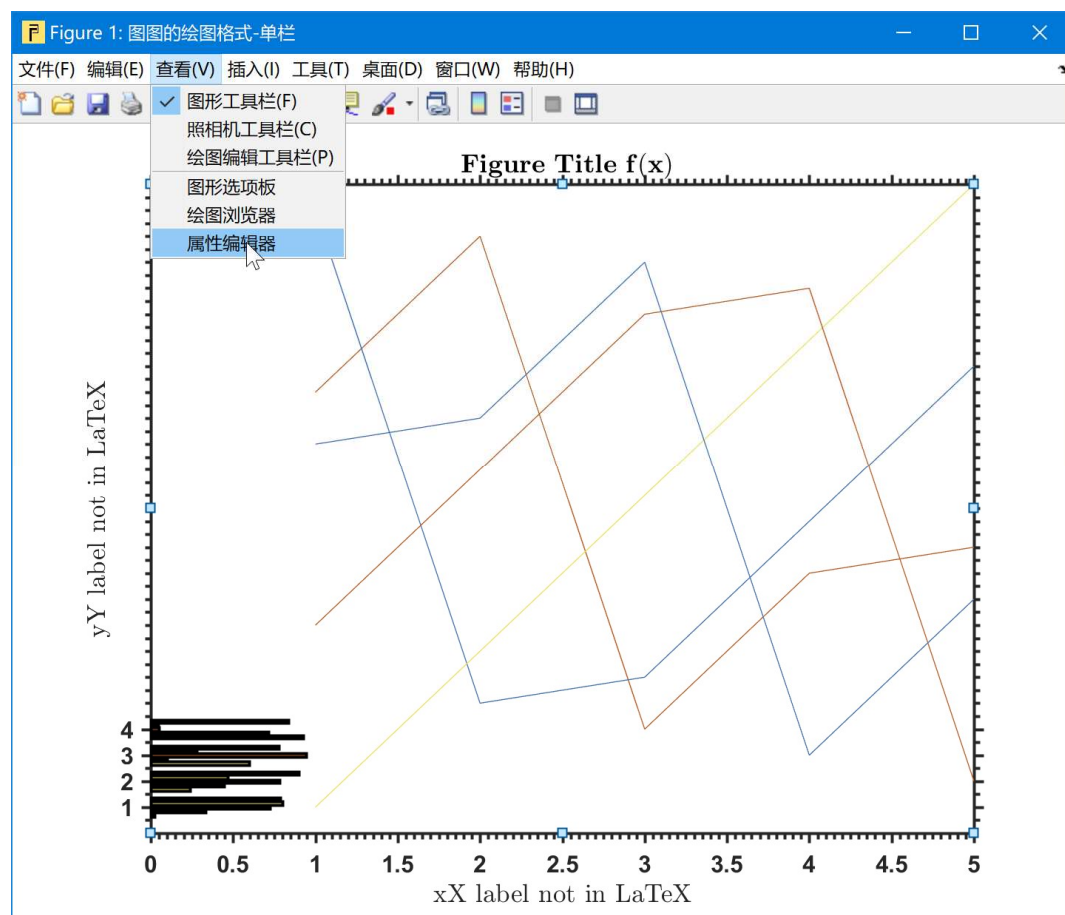 Figure 1: 图图的绘图格式-单栏
文件(F) 编辑(E) 查看(V) 插入(I) 工具(T) 桌面(D) 窗口(W) 帮助(H)
图形工具栏(F)
照相机工具栏(C)
绘图编辑工具栏(P)
图形选项板
绘图浏览器
属性编辑器
Figure Title f(x)
yY label not in LaTeX
4
3
2
1
0 0.5 1 1.5 2 2.5 3 3.5 4 4.5 5
xX label not in LaTeX